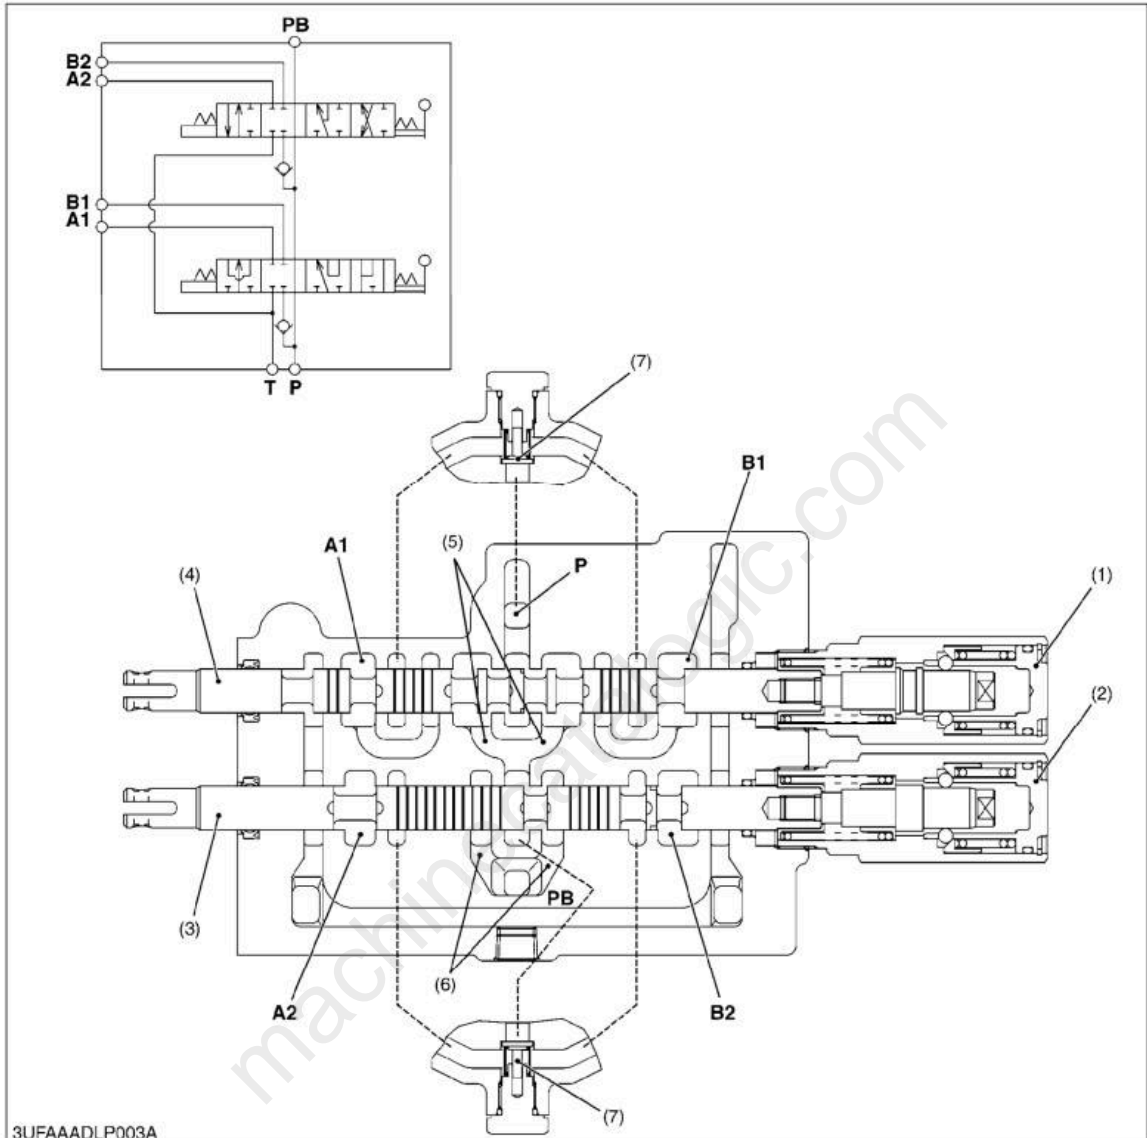 PB
B2
A2
B1
A1
T P
(7)
B1
A1
(5)
P
(4)
(1)
(2)
(3)
PB
(6)
A2
B2
(7)
machinecatalogic.com
3UFAAADLP003A